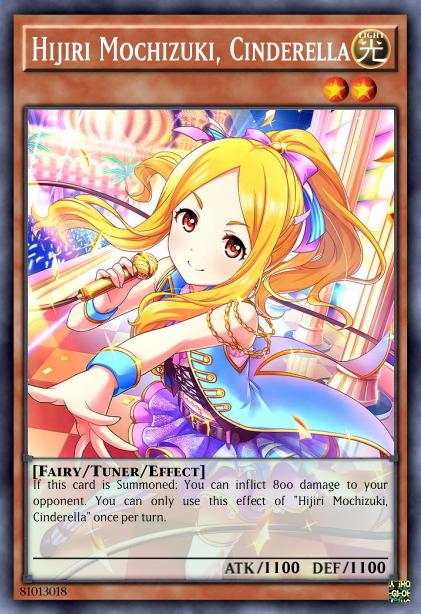 Hijiri Mochizuki, Cinderella
LIGHT
光
[Fairy/Tuner/Effect]
If this card is Summoned: You can inflict 800 damage to your
opponent. You can only use this effect of "Hijiri Mochizuki,
Cinderella" once per turn.
ATK/1100 DEF/1100
81013018